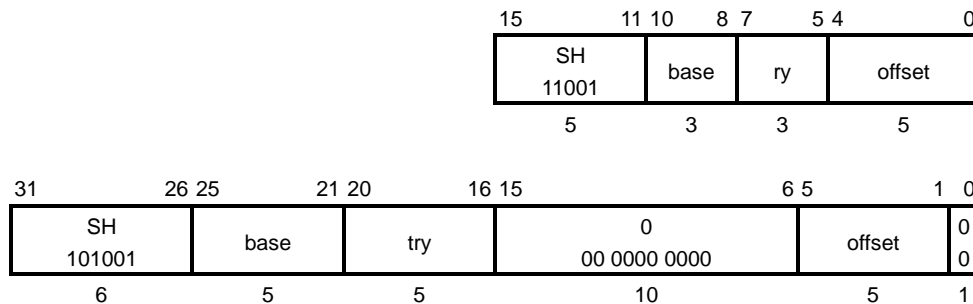 15 11 10 8 7 5 4 0
SH base ry offset
11001
5 3 3 5
31 26 25 21 20 16 15 6 5 1 0
SH base try 0 offset 0
101001 00 0000 0000 0
6 5 5 10 5 1